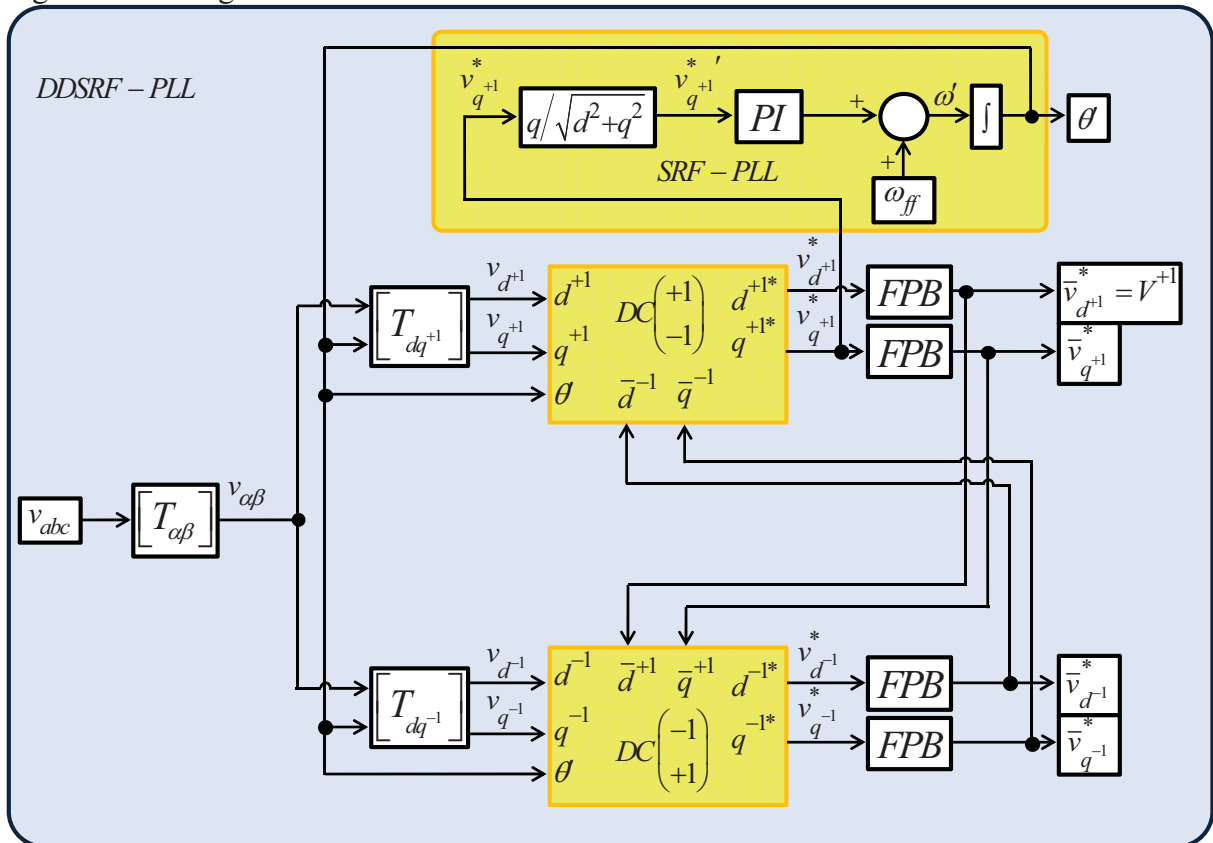 DDSRF – PLL
v*q+1
q/√d²+q²
v*q+1′
PI
+
ω′
∫
θ′
+
SRF – PLL
ωff
vd+1
vq+1
[Tdq+1]
d+1
q+1
θ′
DC(+1 −1)
d+1*
q+1*
d̄−1
q̄−1
v*d+1
v*q+1
FPB
FPB
v̄*d+1 = V+1
v̄*q+1
vabc
[Tαβ]
vαβ
vd−1
vq−1
[Tdq−1]
d−1
q−1
θ′
d̄+1
q̄+1
DC(−1 +1)
d−1*
q−1*
v*d−1
v*q−1
FPB
FPB
v̄*d−1
v̄*q−1